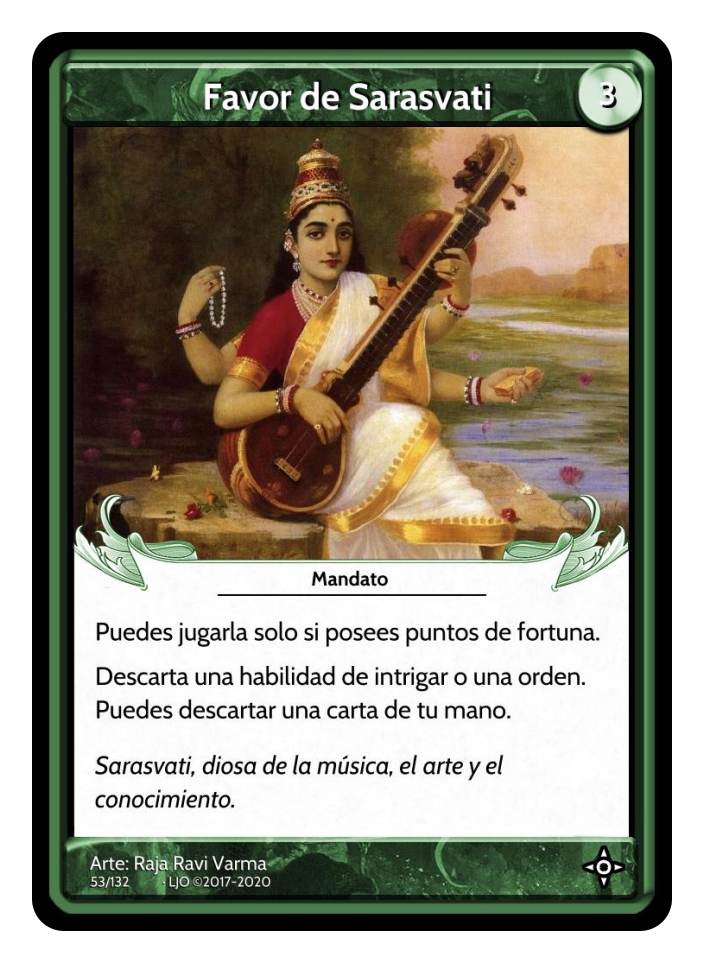 Favor de Sarasvati
3
Mandato
Puedes jugarla solo si posees puntos de fortuna.
Descarta una habilidad de intrigar o una orden.
Puedes descartar una carta de tu mano.
Sarasvati, diosa de la música, el arte y el
conocimiento.
Arte: Raja Ravi Varma
53/132 · LJO ©2017-2020